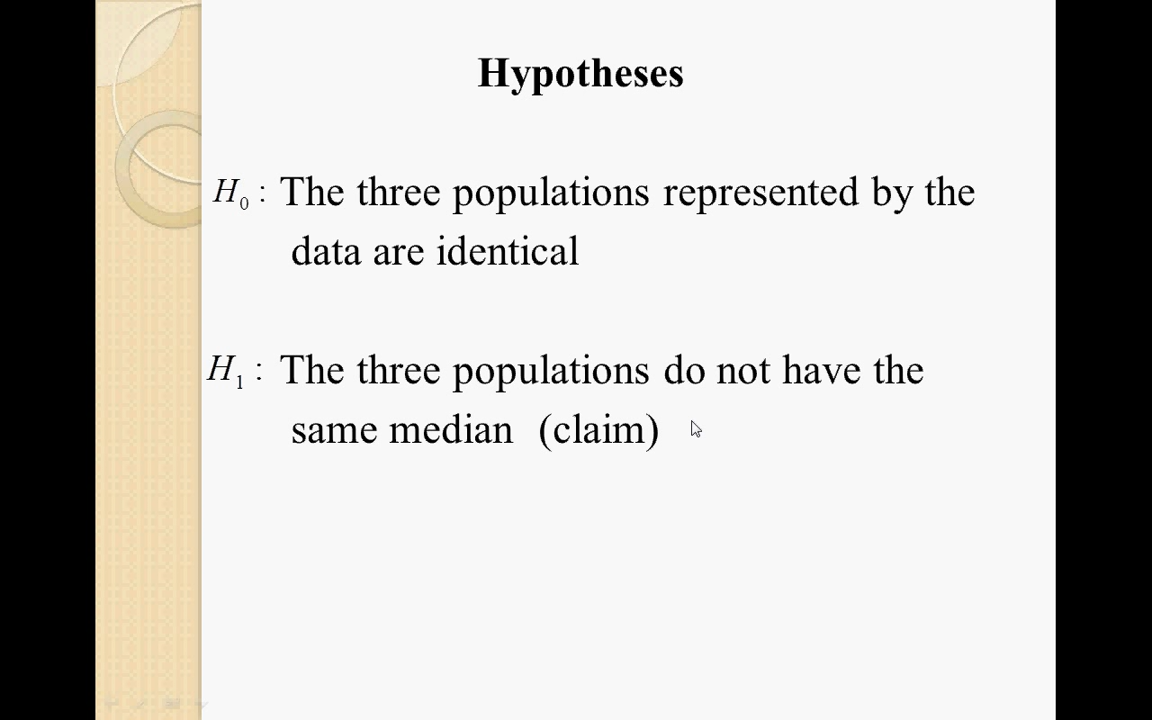 Hypotheses
H₀ : The three populations represented by the
data are identical
H₁ : The three populations do not have the
same median (claim)